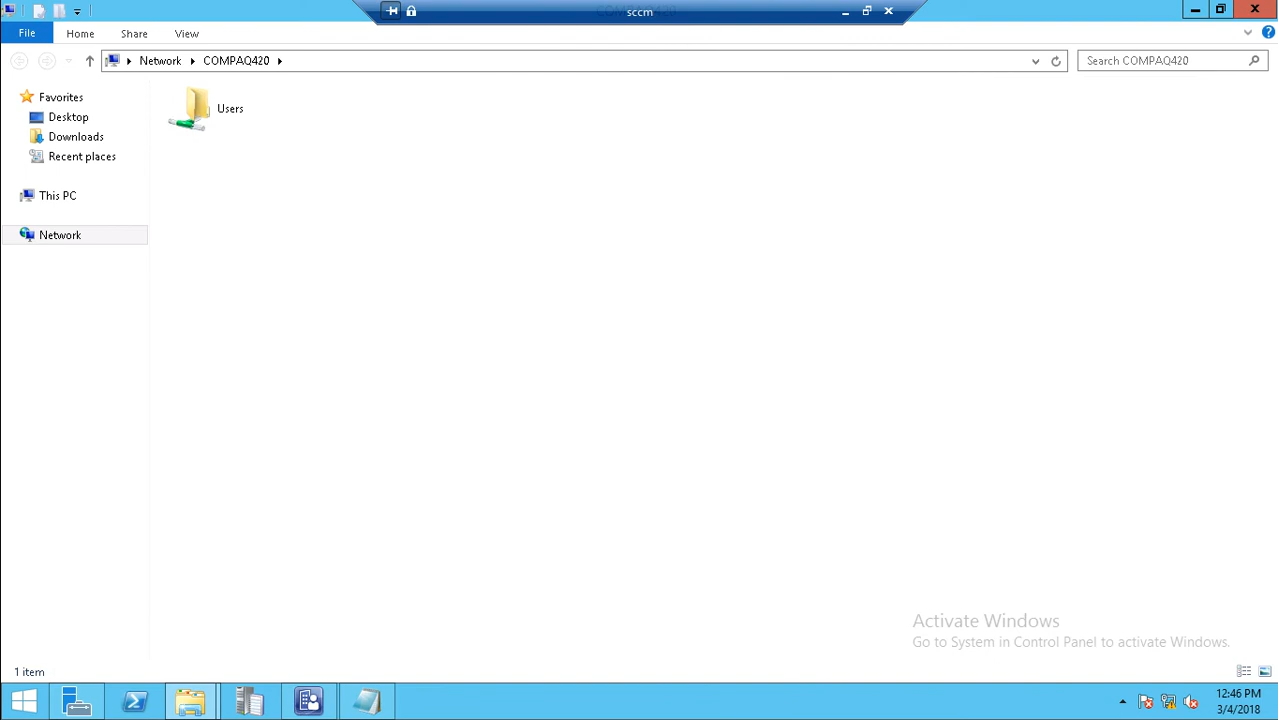 sccm
File Home Share View
Network COMPAQ420 Search COMPAQ420
Favorites
Desktop
Downloads
Recent places
This PC
Network
Users
Activate Windows
Go to System in Control Panel to activate Windows.
1 item
12:46 PM
3/4/2018